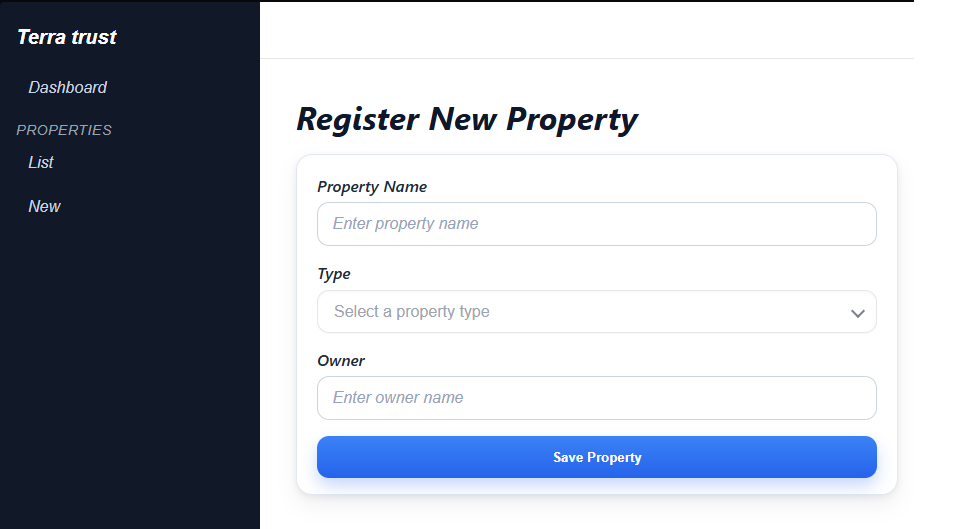 Terra trust
Dashboard
PROPERTIES
List
New
Register New Property
Property Name
Enter property name
Type
Select a property type
Owner
Enter owner name
Save Property